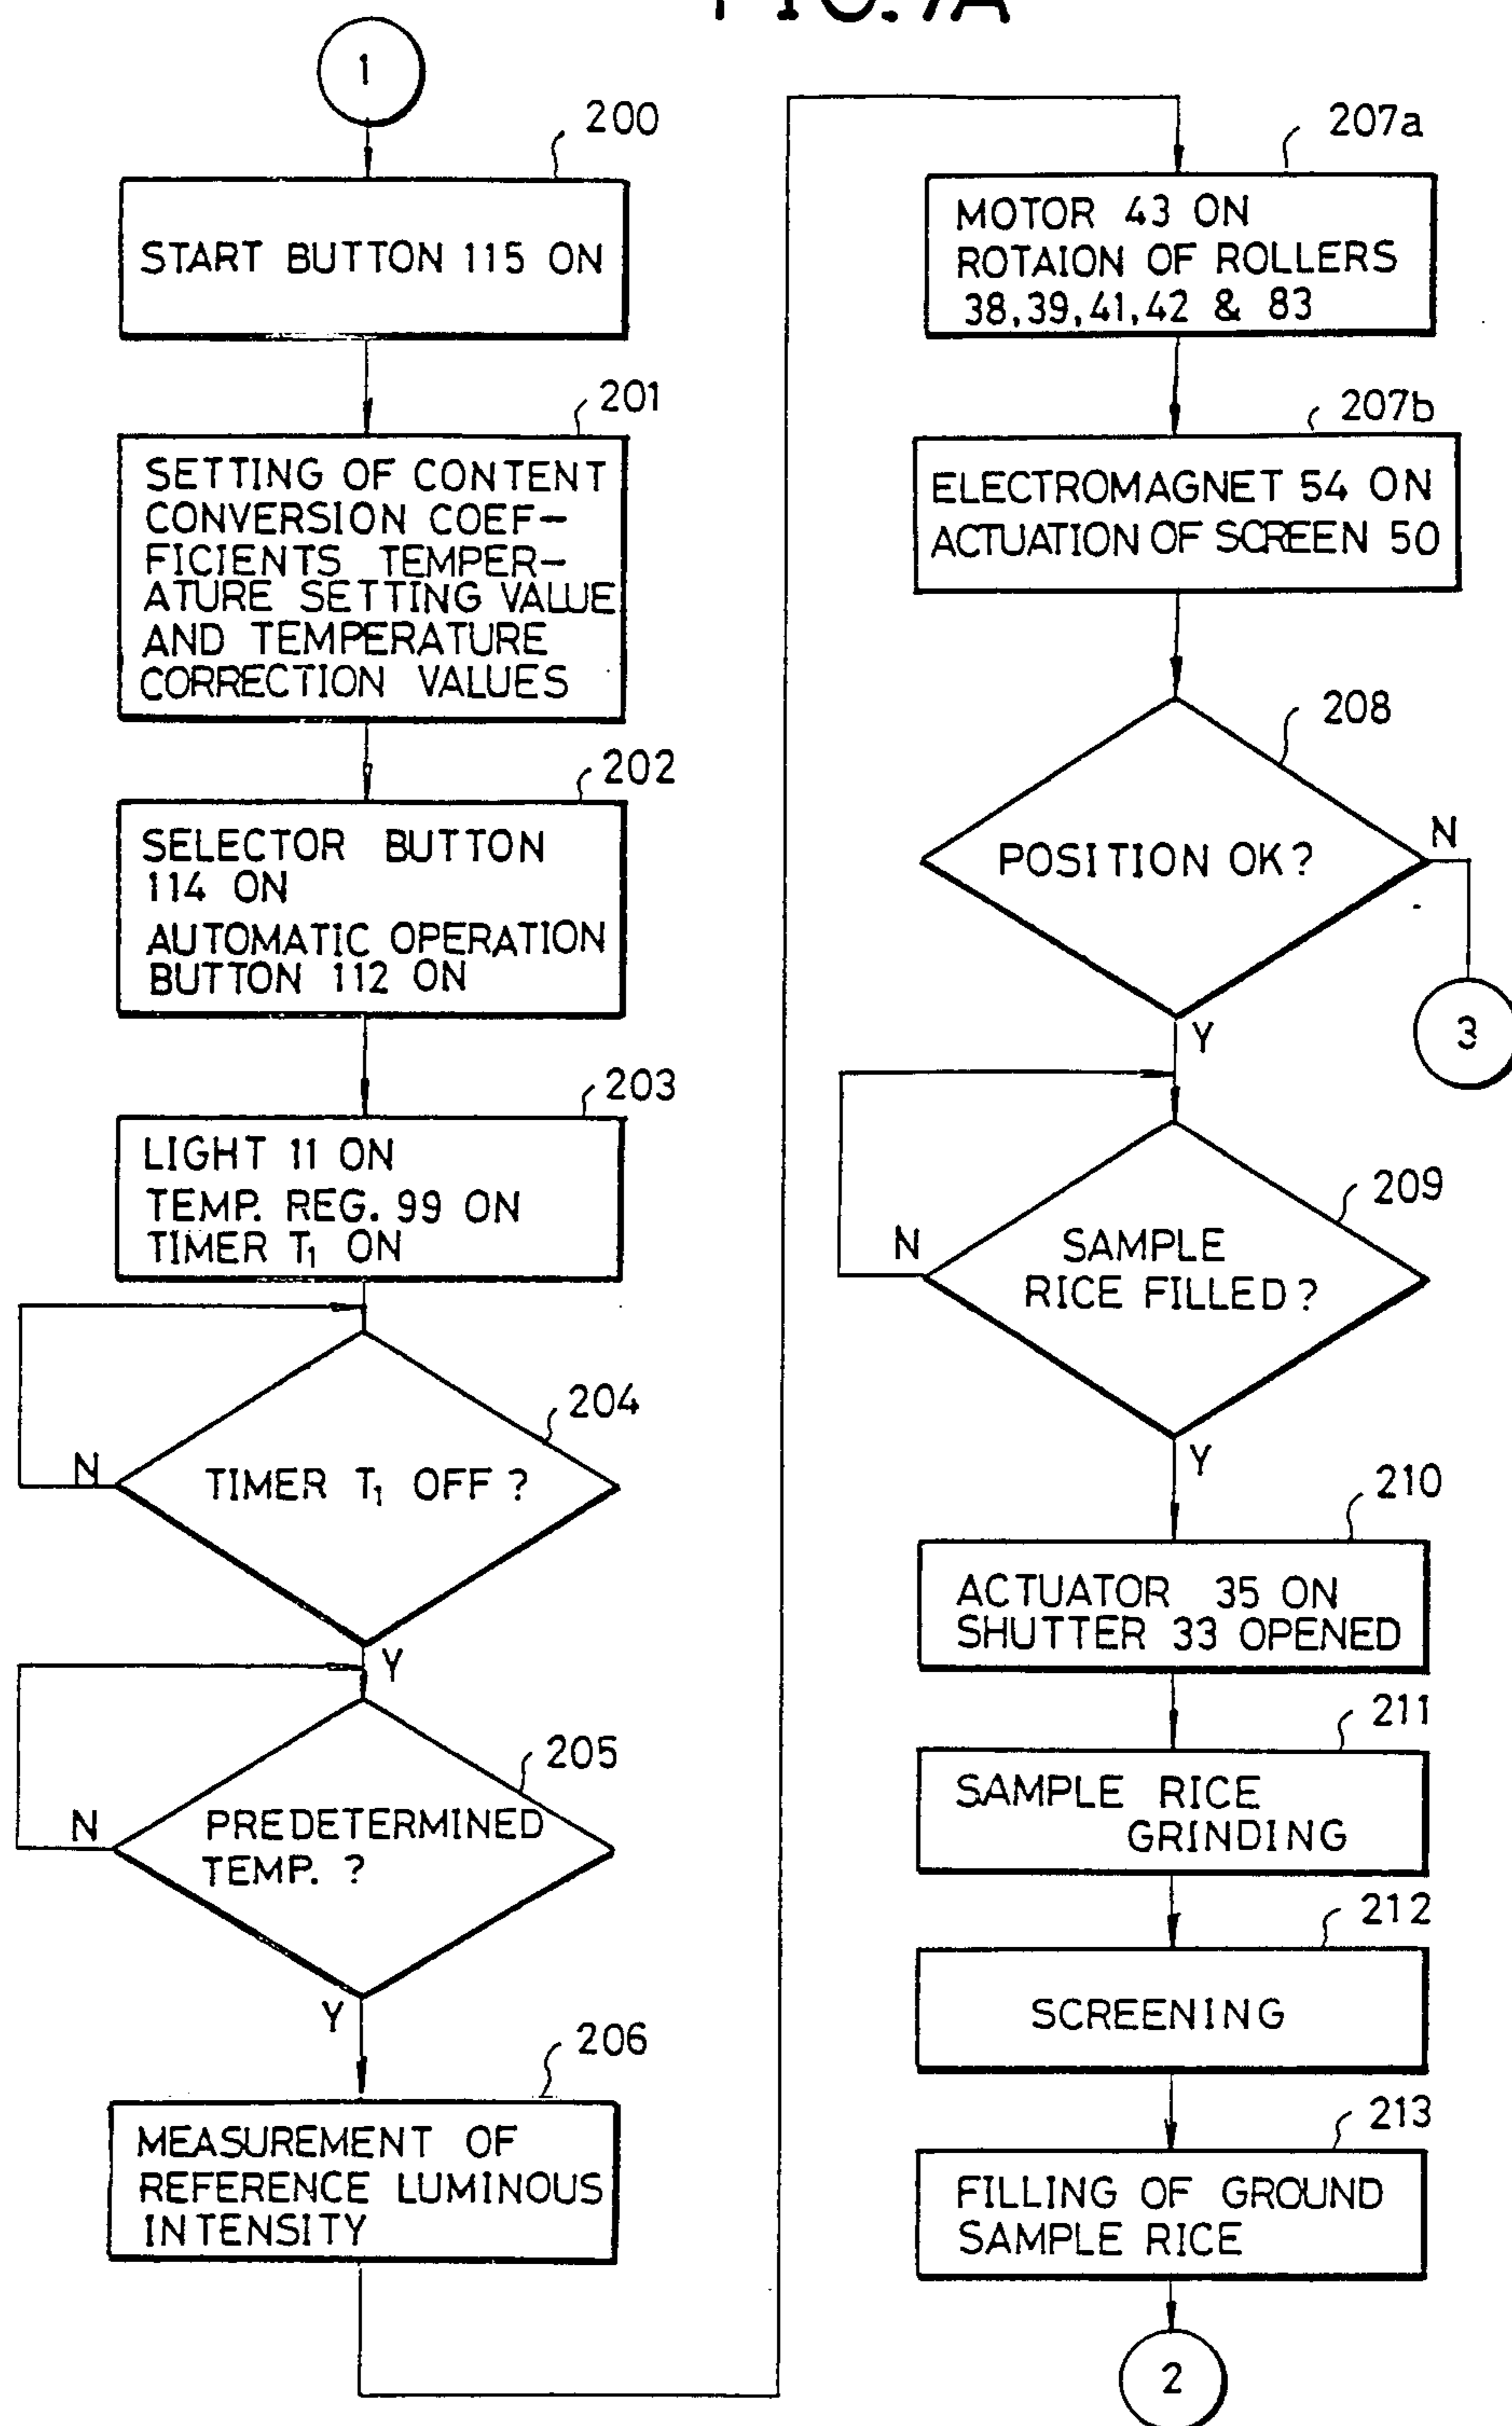 FIG. 7A
1
200
START BUTTON 115 ON
201
SETTING OF CONTENT
CONVERSION COEF-
FICIENTS TEMPER-
ATURE SETTING VALUE
AND TEMPERATURE
CORRECTION VALUES
202
SELECTOR BUTTON
114 ON
AUTOMATIC OPERATION
BUTTON 112 ON
203
LIGHT 11 ON
TEMP. REG. 99 ON
TIMER T₁ ON
204
N
TIMER T₁ OFF ?
Y
205
N
PREDETERMINED
TEMP. ?
Y
206
MEASUREMENT OF
REFERENCE LUMINOUS
INTENSITY
207a
MOTOR 43 ON
ROTAION OF ROLLERS
38,39,41,42 & 83
207b
ELECTROMAGNET 54 ON
ACTUATION OF SCREEN 50
208
N
POSITION OK?
3
Y
209
N
SAMPLE
RICE FILLED?
Y
210
ACTUATOR 35 ON
SHUTTER 33 OPENED
211
SAMPLE RICE
GRINDING
212
SCREENING
213
FILLING OF GROUND
SAMPLE RICE
2